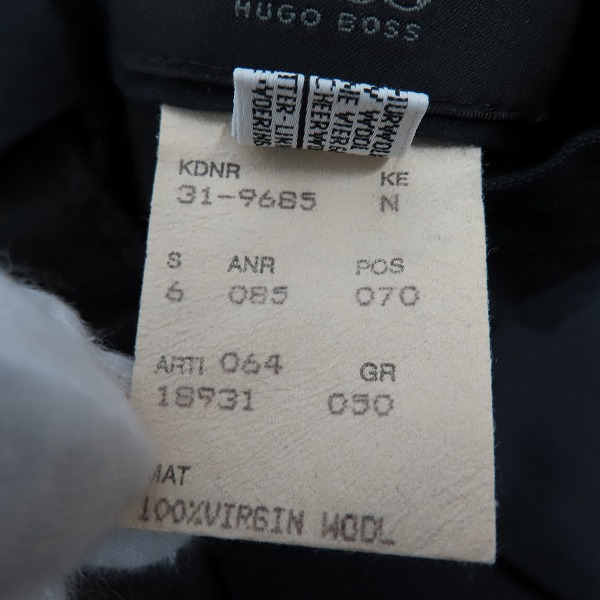 HUGO BOSS
KDNR KE
31-9685 N
S ANR POS
6 085 070
ARTI 064 GR
18931 050
MAT
100%VIRGIN WOOL